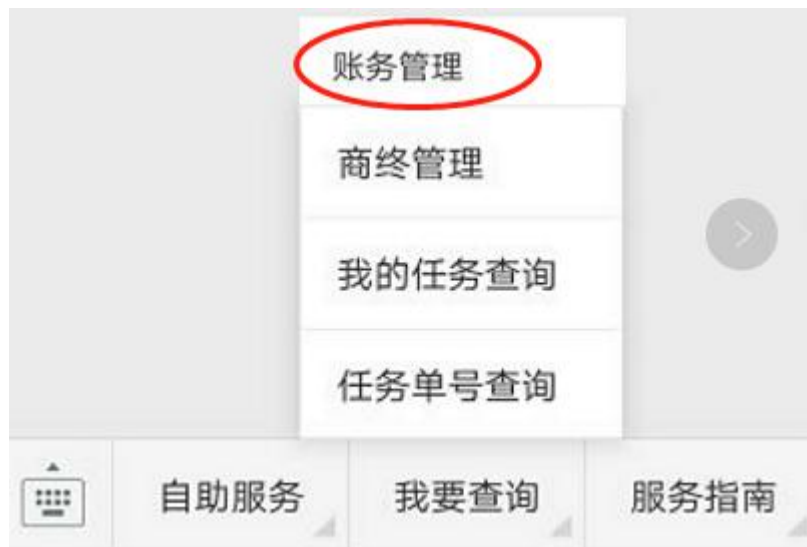 账务管理
商终管理
我的任务查询
任务单号查询
自助服务 我要查询 服务指南